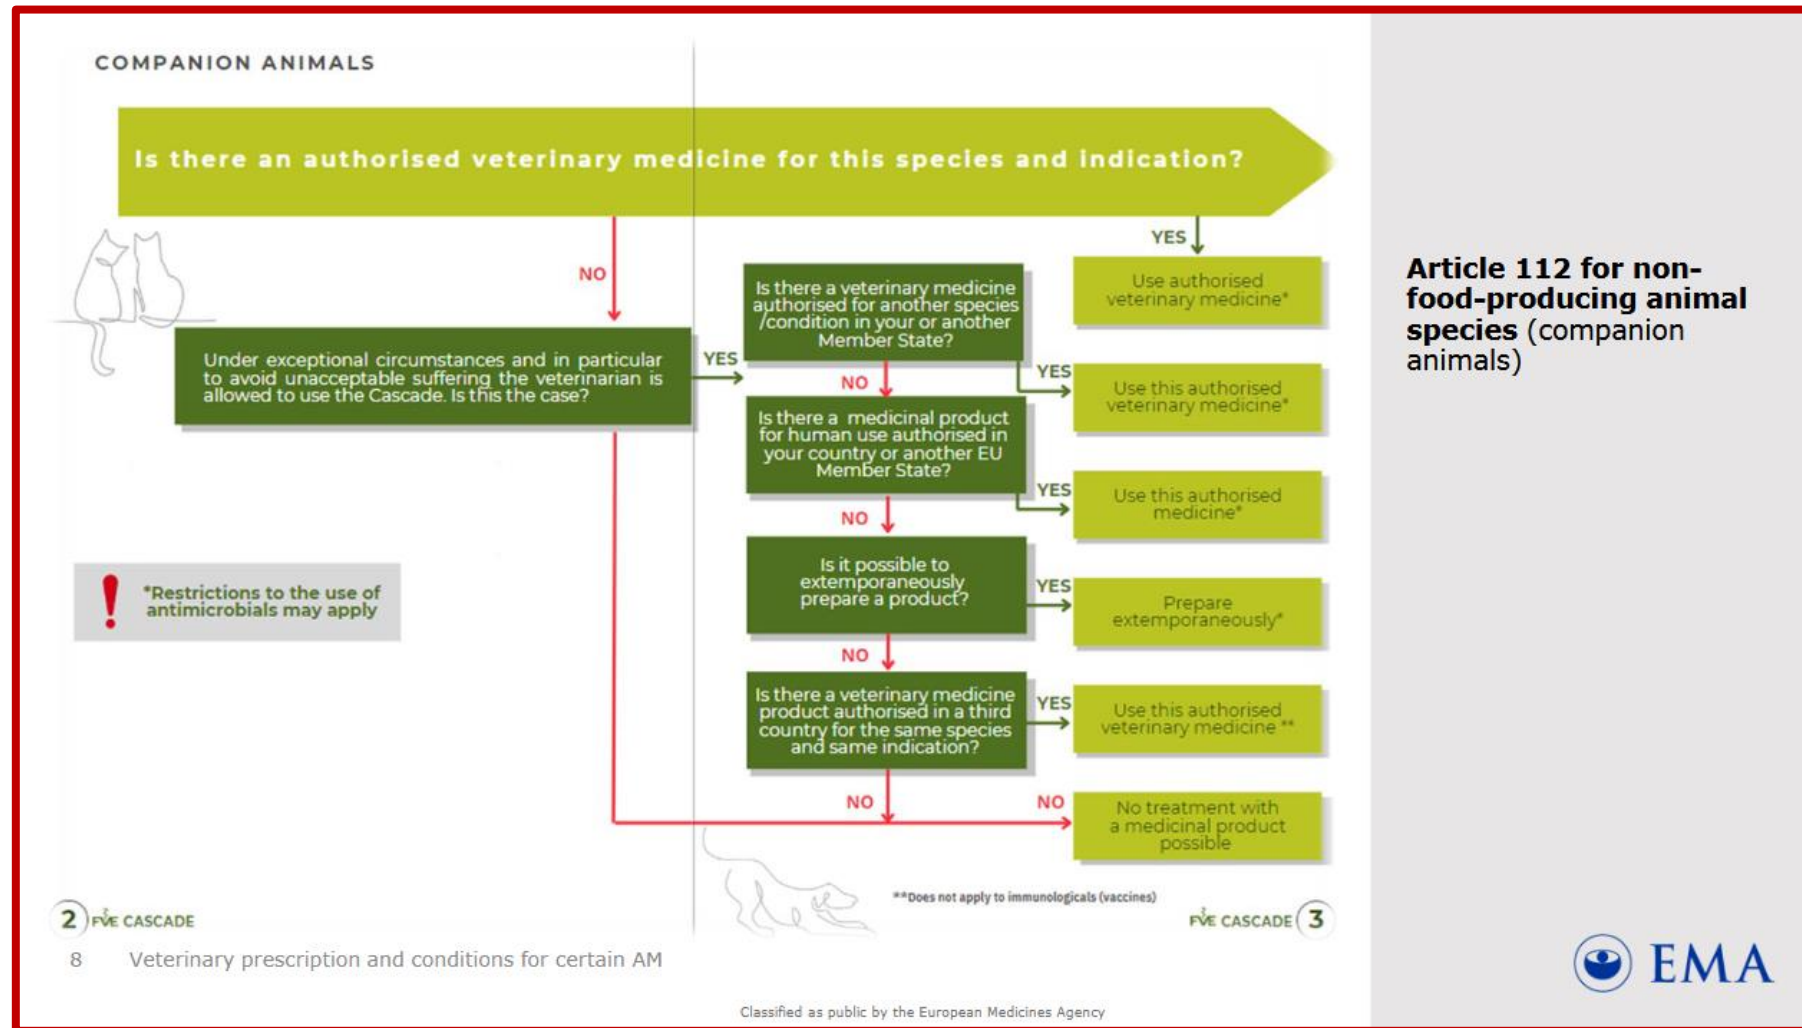 COMPANION ANIMALS
Is there an authorised veterinary medicine for this species and indication?
YES
NO
Use authorised
veterinary medicine*
Is there a veterinary medicine
authorised for another species
/condition in your or another
Member State?
Under exceptional circumstances and in particular
to avoid unacceptable suffering the veterinarian is
allowed to use the Cascade. Is this the case?
YES
YES
NO
Use this authorised
veterinary medicine*
Is there a medicinal product
for human use authorised in
your country or another EU
Member State?
YES
NO
Use this authorised
medicine*
Is it possible to
extemporaneously
prepare a product?
YES
NO
Prepare
extemporaneously*
! *Restrictions to the use of
antimicrobials may apply
Is there a veterinary medicine
product authorised in a third
country for the same species
and same indication?
YES
Use this authorised
veterinary medicine **
NO
NO
No treatment with
a medicinal product
possible
**Does not apply to immunologicals (vaccines)
2 FVE CASCADE
FVE CASCADE 3
8 Veterinary prescription and conditions for certain AM
Classified as public by the European Medicines Agency
Article 112 for non-
food-producing animal
species (companion
animals)
EMA